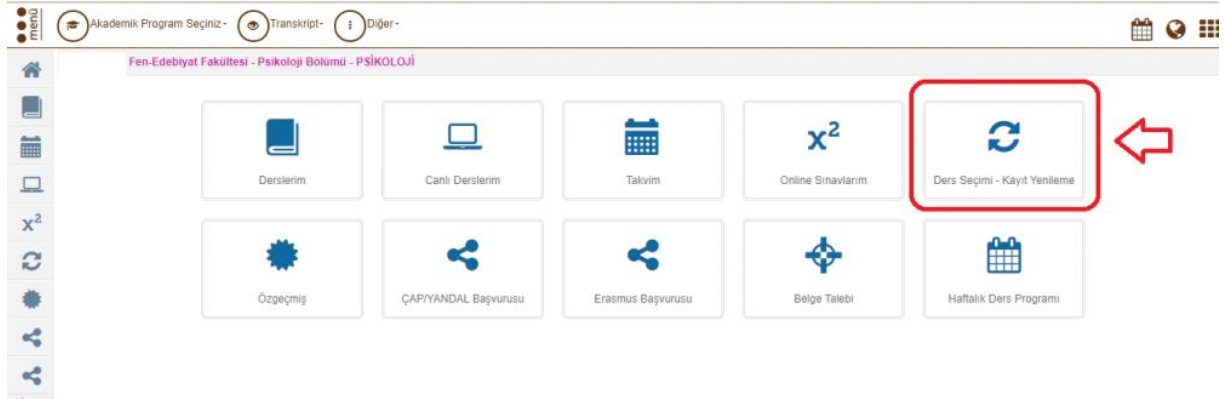 menü
Akademik Program Seçiniz - Transkript - Diğer -
Fen-Edebiyat Fakültesi - Psikoloji Bölümü - PSİKOLOJİ
Derslerim
Canlı Derslerim
Takvim
x²
Online Sınavlarım
Ders Seçimi - Kayıt Yenileme
x²
Özgeçmiş
ÇAP/YANDAL Başvurusu
Erasmus Başvurusu
Belge Talebi
Haftalık Ders Programı